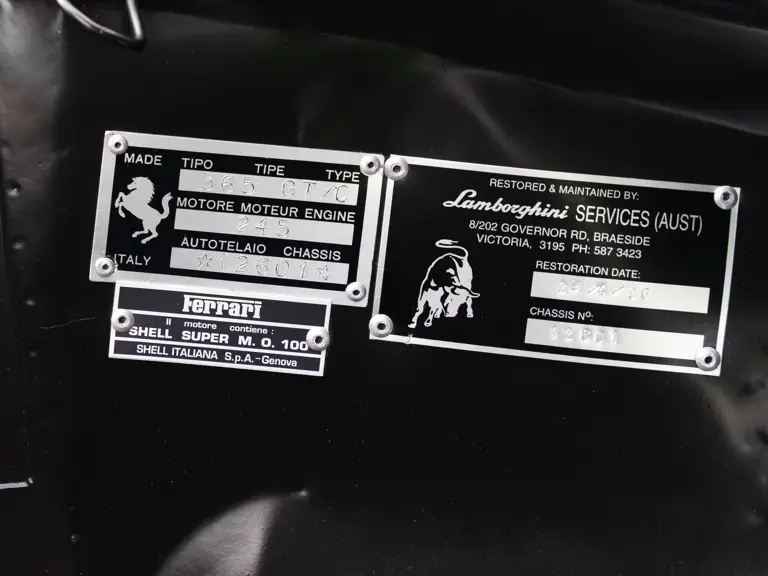 MADE TIPO TIPE TYPE
365 GT/C
MOTORE MOTEUR ENGINE
245
AUTOTELAIO CHASSIS
ITALY ☆12601☆
Ferrari
Il motore contiene :
SHELL SUPER M. O. 100
SHELL ITALIANA S.p.A.-Genova
RESTORED & MAINTAINED BY:
Lamborghini SERVICES (AUST)
8/202 GOVERNOR RD, BRAESIDE
VICTORIA, 3195 PH: 587 3423
RESTORATION DATE:
CHASSIS Nº:
12601